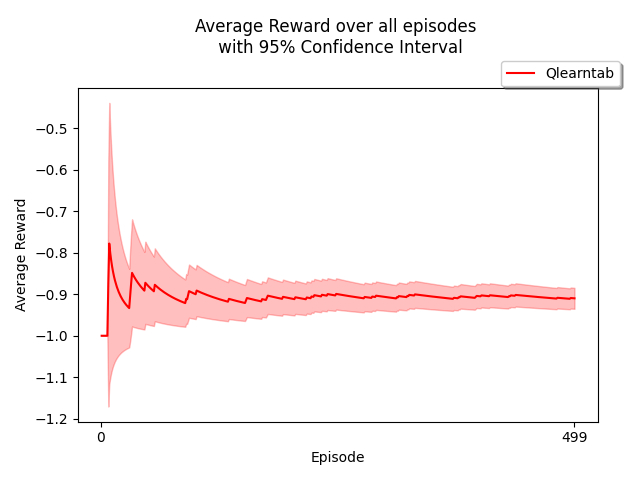 Average Reward over all episodes
with 95% Confidence Interval
Qlearntab
−0.5
−0.6
−0.7
−0.8
−0.9
−1.0
−1.1
−1.2
Average Reward
0
499
Episode